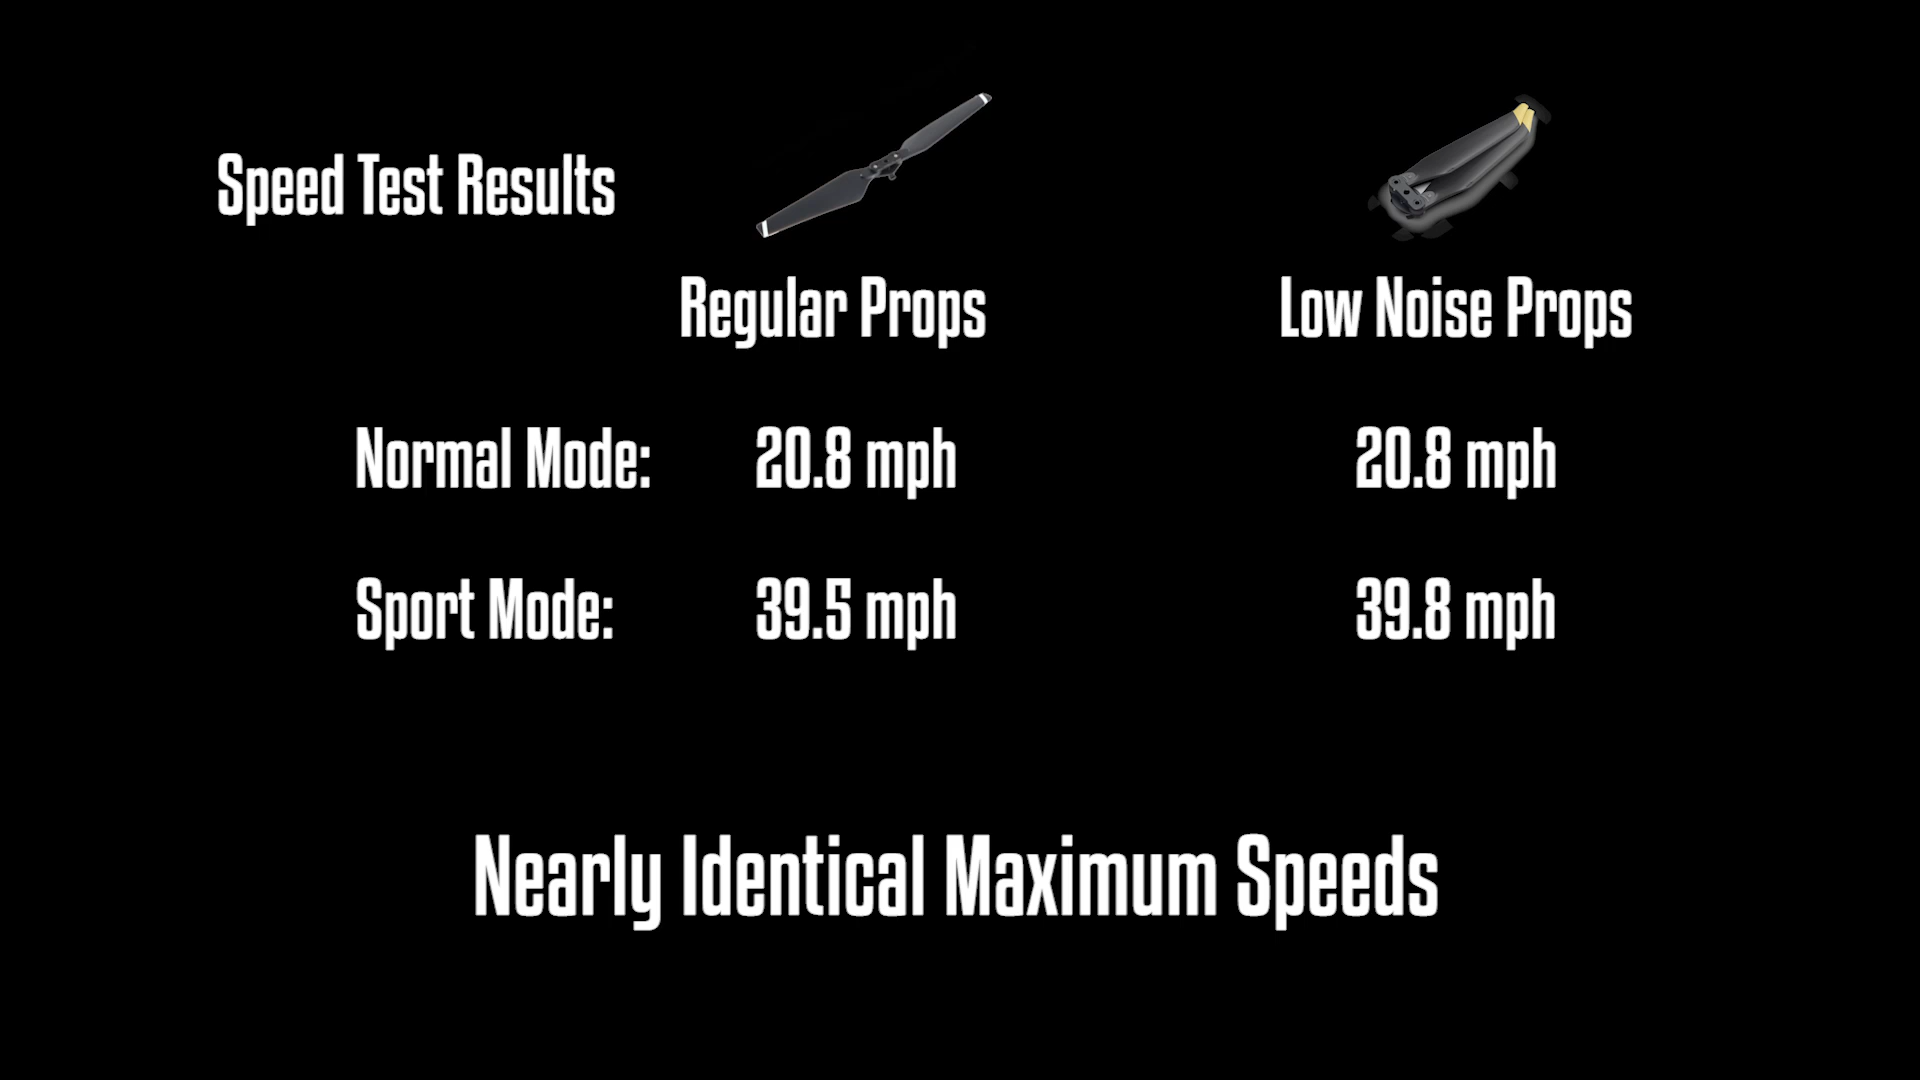 Speed Test Results
Regular Props Low Noise Props
Normal Mode: 20.8 mph 20.8 mph
Sport Mode: 39.5 mph 39.8 mph
Nearly Identical Maximum Speeds